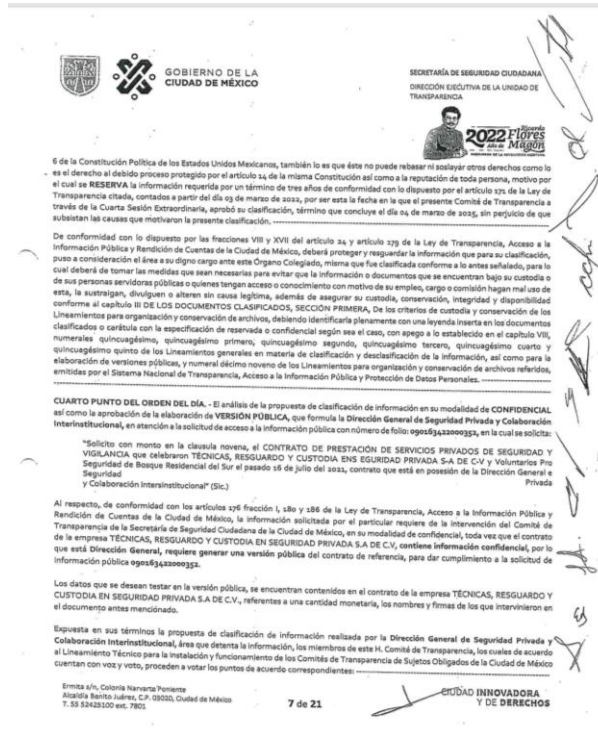 GOBIERNO DE LA
CIUDAD DE MÉXICO
SECRETARÍA DE SEGURIDAD CIUDADANA
DIRECCIÓN EJECUTIVA DE LA UNIDAD DE
TRANSPARENCIA
2022 Ricardo
Flores
Año de
Magón
6 de la Constitución Política de los Estados Unidos Mexicanos, también lo es que éste no puede rebasar ni soslayar otros derechos como lo
es el derecho al debido proceso protegido por el artículo 14 de la misma Constitución así como a la reputación de toda persona, motivo por
el cual se RESERVA la información requerida por un término de tres años de conformidad con lo dispuesto por el artículo 171 de la Ley de
Transparencia citada, contados a partir del día 03 de marzo de 2022, por ser esta la fecha en la que el presente Comité de Transparencia a
través de la Cuarta Sesión Extraordinaria, aprobó su clasificación, término que concluye el día 04 de marzo de 2025, sin perjuicio de que
subsistan las causas que motivaron la presente clasificación.
De conformidad con lo dispuesto por las fracciones VIII y XVII del artículo 24 y artículo 179 de la Ley de Transparencia, Acceso a la
Información Pública y Rendición de Cuentas de la Ciudad de México, deberá proteger y resguardar la información que para su clasificación,
puso a consideración el área a su digno cargo ante este Órgano Colegiado, misma que fue clasificada conforme a lo antes señalado, para lo
cual deberá de tomar las medidas que sean necesarias para evitar que la información o documentos que se encuentran bajo su custodia o
de sus personas servidoras públicas o quienes tengan acceso o conocimiento con motivo de su empleo, cargo o comisión hagan mal uso de
esta, la sustraigan, divulguen o alteren sin causa legítima, además de asegurar su custodia, conservación, integridad y disponibilidad
conforme al capítulo III DE LOS DOCUMENTOS CLASIFICADOS, SECCIÓN PRIMERA, De los criterios de custodia y conservación de los
Lineamientos para organización y conservación de archivos, debiendo identificarla plenamente con una leyenda inserta en los documentos
clasificados o carátula con la especificación de reservada o confidencial según sea el caso, con apego a lo establecido en el capítulo VIII,
numerales quincuagésimo, quincuagésimo primero, quincuagésimo segundo, quincuagésimo tercero, quincuagésimo cuarto y
quincuagésimo quinto de los Lineamientos generales en materia de clasificación y desclasificación de la información, así como para la
elaboración de versiones públicas, y numeral décimo noveno de los Lineamientos para organización y conservación de archivos referidos,
emitidas por el Sistema Nacional de Transparencia, Acceso a la Información Pública y Protección de Datos Personales.
CUARTO PUNTO DEL ORDEN DEL DÍA. - El análisis de la propuesta de clasificación de información en su modalidad de CONFIDENCIAL
así como la aprobación de la elaboración de VERSIÓN PÚBLICA, que formula la Dirección General de Seguridad Privada y Colaboración
Interinstitucional, en atención a la solicitud de acceso a la información pública con número de folio: 090163422000352, en la cual se solicita:
"Solicito con monto en la clausula novena, el CONTRATO DE PRESTACIÓN DE SERVICIOS PRIVADOS DE SEGURIDAD Y
VIGILANCIA que celebraron TÉCNICAS, RESGUARDO Y CUSTODIA ENS EGURIDAD PRIVADA S-A DE C-V y Voluntarios Pro
Seguridad de Bosque Residencial del Sur el pasado 16 de julio del 2021, contrato que está en posesión de la Dirección General e
Seguridad Privada
y Colaboración Intersinstitucional" (Sic.)
Al respecto, de conformidad con los artículos 176 fracción I, 180 y 186 de la Ley de Transparencia, Acceso a la Información Pública y
Rendición de Cuentas de la Ciudad de México, la información solicitada por el particular requiere de la intervención del Comité de
Transparencia de la Secretaría de Seguridad Ciudadana de la Ciudad de México, en su modalidad de confidencial, toda vez que el contrato
de la empresa TÉCNICAS, RESGUARDO Y CUSTODIA EN SEGURIDAD PRIVADA S.A DE C.V, contiene información confidencial, por lo
que está Dirección General, requiere generar una versión pública del contrato de referencia, para dar cumplimiento a la solicitud de
información pública 090163422000352.
Los datos que se desean testar en la versión pública, se encuentran contenidos en el contrato de la empresa TÉCNICAS, RESGUARDO Y
CUSTODIA EN SEGURIDAD PRIVADA S.A DE C.V., referentes a una cantidad monetaria, los nombres y firmas de los que intervinieron en
el documento antes menciónado.
Expuesta en sus términos la propuesta de clasificación de información realizada por la Dirección General de Seguridad Privada y
Colaboración Interinstitucional, área que detenta la información, los miembros de este H. Comité de Transparencia, los cuales de acuerdo
al Lineamiento Técnico para la instalación y funcionamiento de los Comités de Transparencia de Sujetos Obligados de la Ciudad de México
cuentan con voz y voto, proceden a votar los puntos de acuerdo correspondientes:
Ermita s/n, Colonia Narvarte Poniente
Alcaldía Benito Juárez, C.P. 03020, Ciudad de México
T. 55 52425100 ext. 7801
7 de 21
CIUDAD INNOVADORA
Y DE DERECHOS